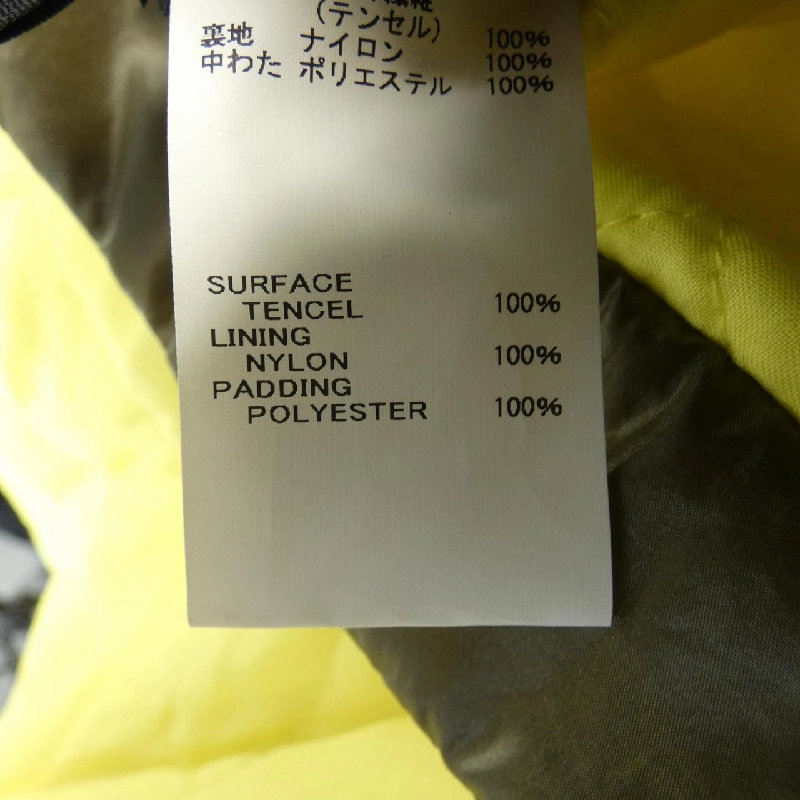 (テンセル) 100%
裏地 ナイロン 100%
中わた ポリエステル 100%
SURFACE
TENCEL 100%
LINING
NYLON 100%
PADDING
POLYESTER 100%